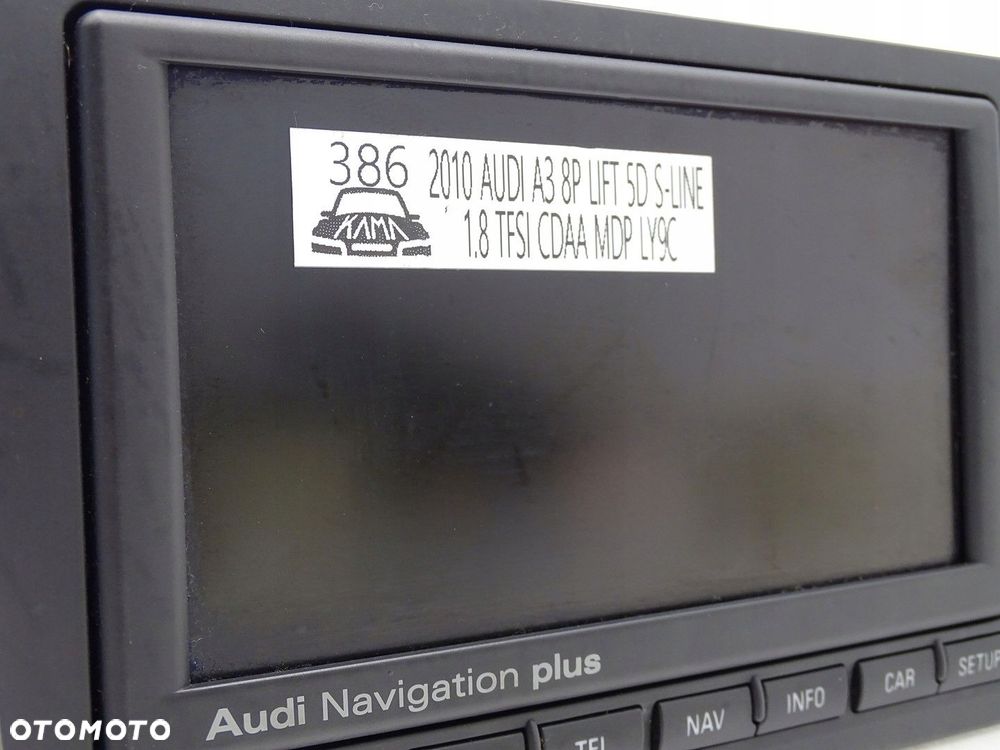 386 2010 AUDI A3 8P LIFT 5D S-LINE
KAMA 1.8 TFSI CDAA MDP LY9C
Audi Navigation plus
TEL NAV INFO CAR SETUP
OTOMOTO